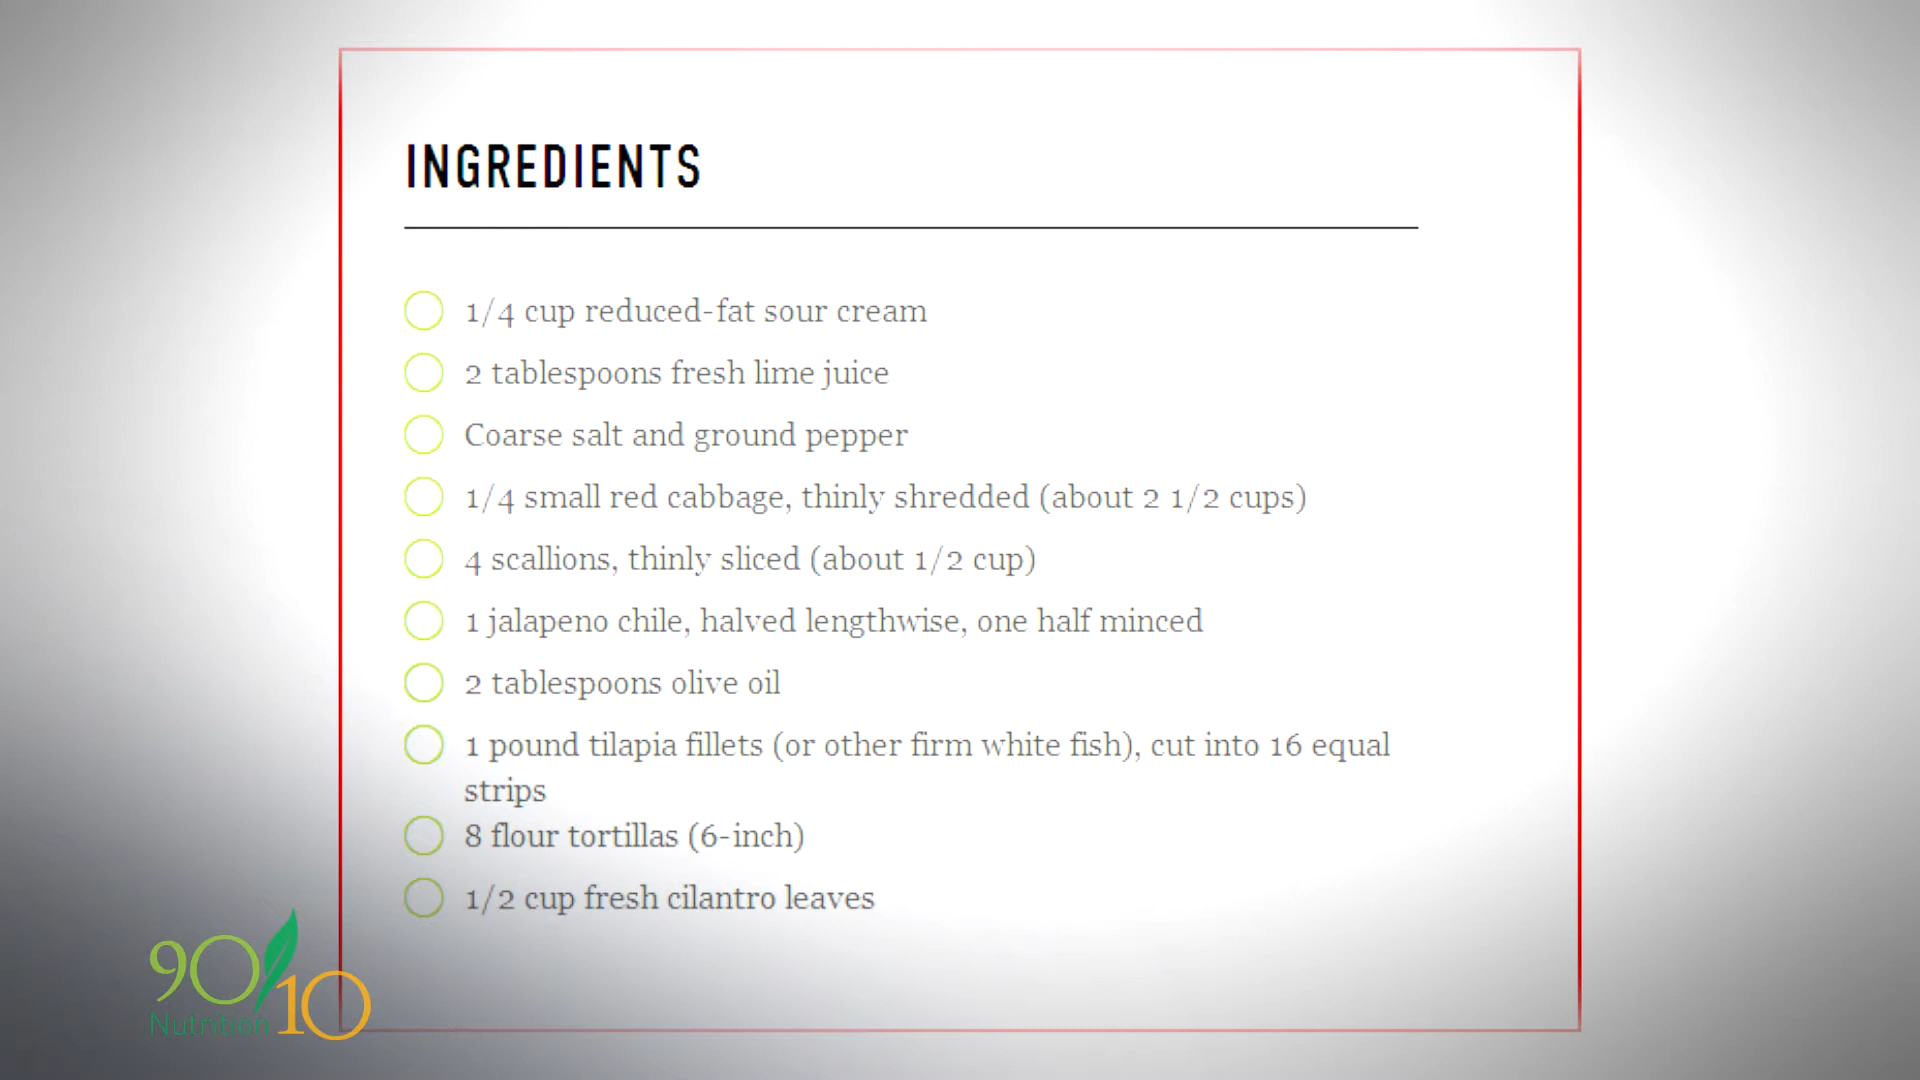 INGREDIENTS
1/4 cup reduced-fat sour cream
2 tablespoons fresh lime juice
Coarse salt and ground pepper
1/4 small red cabbage, thinly shredded (about 2 1/2 cups)
4 scallions, thinly sliced (about 1/2 cup)
1 jalapeno chile, halved lengthwise, one half minced
2 tablespoons olive oil
1 pound tilapia fillets (or other firm white fish), cut into 16 equal
strips
8 flour tortillas (6-inch)
1/2 cup fresh cilantro leaves
90/10
Nutrition